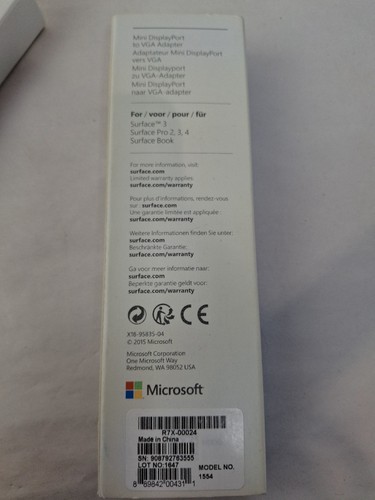 Mini DisplayPort
to VGA Adapter
Adaptateur Mini DisplayPort
vers VGA
Mini Displayport
zu VGA-Adapter
Mini DisplayPort
naar VGA-adapter
For / voor / pour / für
Surface™ 3
Surface Pro 2, 3, 4
Surface Book
For more information, visit:
surface.com
Limited warranty applies:
surface.com/warranty
Pour plus d'informations, rendez-vous
sur : surface.com
Une garantie limitée est appliquée :
surface.com/warranty
Weitere Informationen finden Sie unter:
surface.com
Beschränkte Garantie:
surface.com/warranty
Ga voor meer informatie naar:
surface.com
Beperkte garantie geldt voor:
surface.com/warranty
CE
X18-95835-04
© 2015 Microsoft
Microsoft Corporation
One Microsoft Way
Redmond, WA 98052 USA
Microsoft
R7X-00024
Made in China
SN: 908782783555
LOT NO:1647
MODEL NO.
1554
8 89842 00431 1